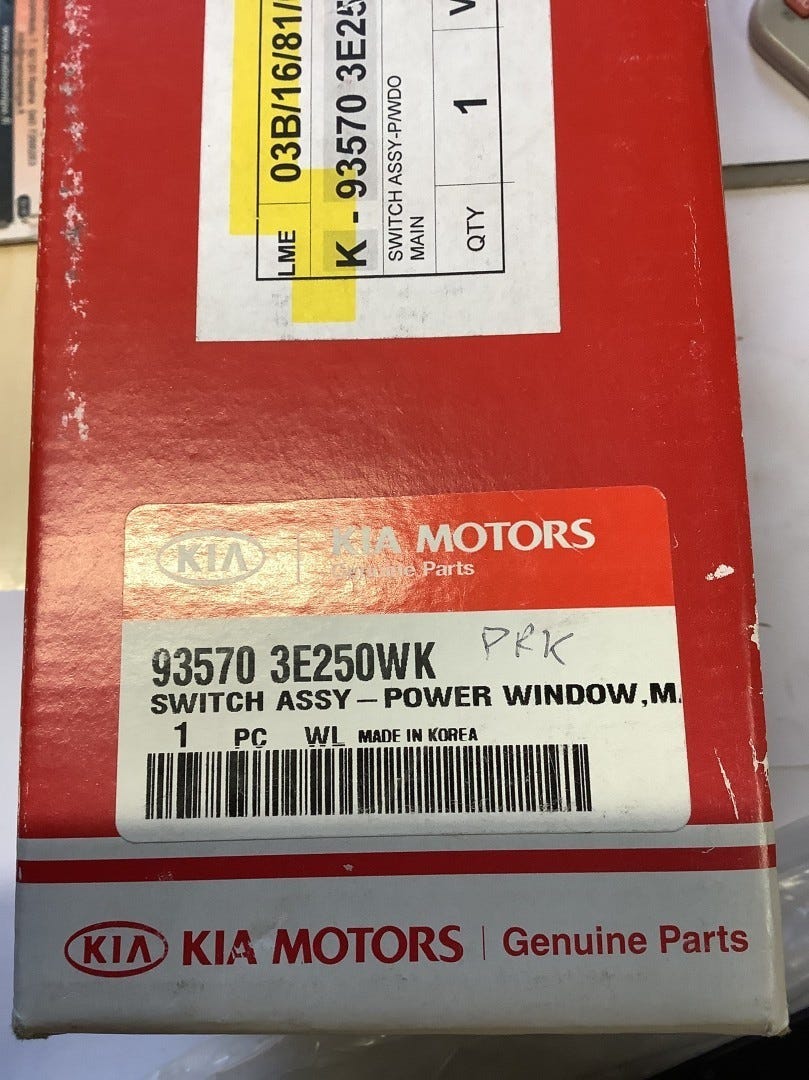 LME 03B/16/81/
K - 93570 3E25
SWITCH ASSY-P/WDO
MAIN
QTY 1
KIA KIA MOTORS
Genuine Parts
93570 3E250WK PRK
SWITCH ASSY-POWER WINDOW,M.
1 PC WL MADE IN KOREA
KIA KIA MOTORS Genuine Parts